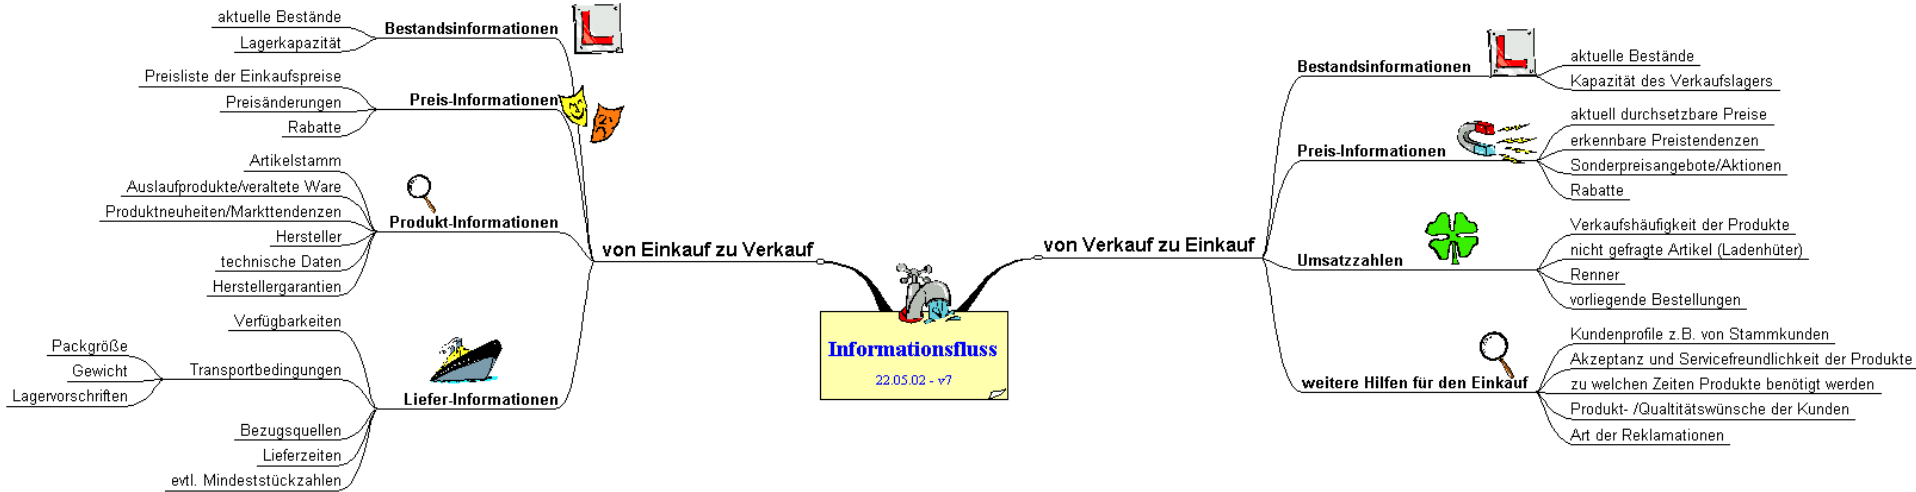 Informationsfluss
22.05.02 - v7
von Einkauf zu Verkauf
Bestandsinformationen
aktuelle Bestände
Lagerkapazität
Preis-Informationen
Preisliste der Einkaufspreise
Preisänderungen
Rabatte
Produkt-Informationen
Artikelstamm
Auslaufprodukte/veraltete Ware
Produktneuheiten/Markttendenzen
Hersteller
technische Daten
Herstellergarantien
Liefer-Informationen
Verfügbarkeiten
Transportbedingungen
Packgröße
Gewicht
Lagervorschriften
Bezugsquellen
Lieferzeiten
evtl. Mindeststückzahlen
von Verkauf zu Einkauf
Bestandsinformationen
aktuelle Bestände
Kapazität des Verkaufslagers
Preis-Informationen
aktuell durchsetzbare Preise
erkennbare Preistendenzen
Sonderpreisangebote/Aktionen
Rabatte
Umsatzzahlen
Verkaufshäufigkeit der Produkte
nicht gefragte Artikel (Ladenhüter)
Renner
vorliegende Bestellungen
weitere Hilfen für den Einkauf
Kundenprofile z.B. von Stammkunden
Akzeptanz und Servicefreundlichkeit der Produkte
zu welchen Zeiten Produkte benötigt werden
Produkt- /Qualtitätswünsche der Kunden
Art der Reklamationen